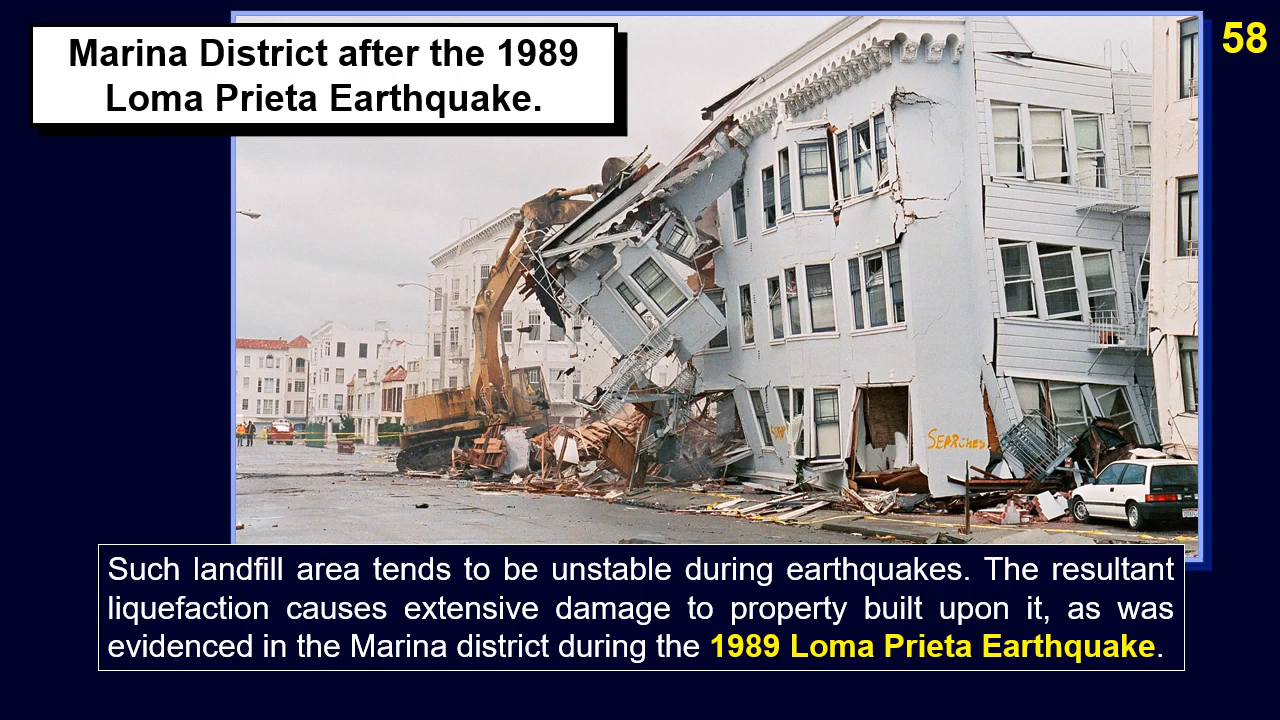 Marina District after the 1989
Loma Prieta Earthquake.
58
SEARCHED
Such landfill area tends to be unstable during earthquakes. The resultant
liquefaction causes extensive damage to property built upon it, as was
evidenced in the Marina district during the 1989 Loma Prieta Earthquake.